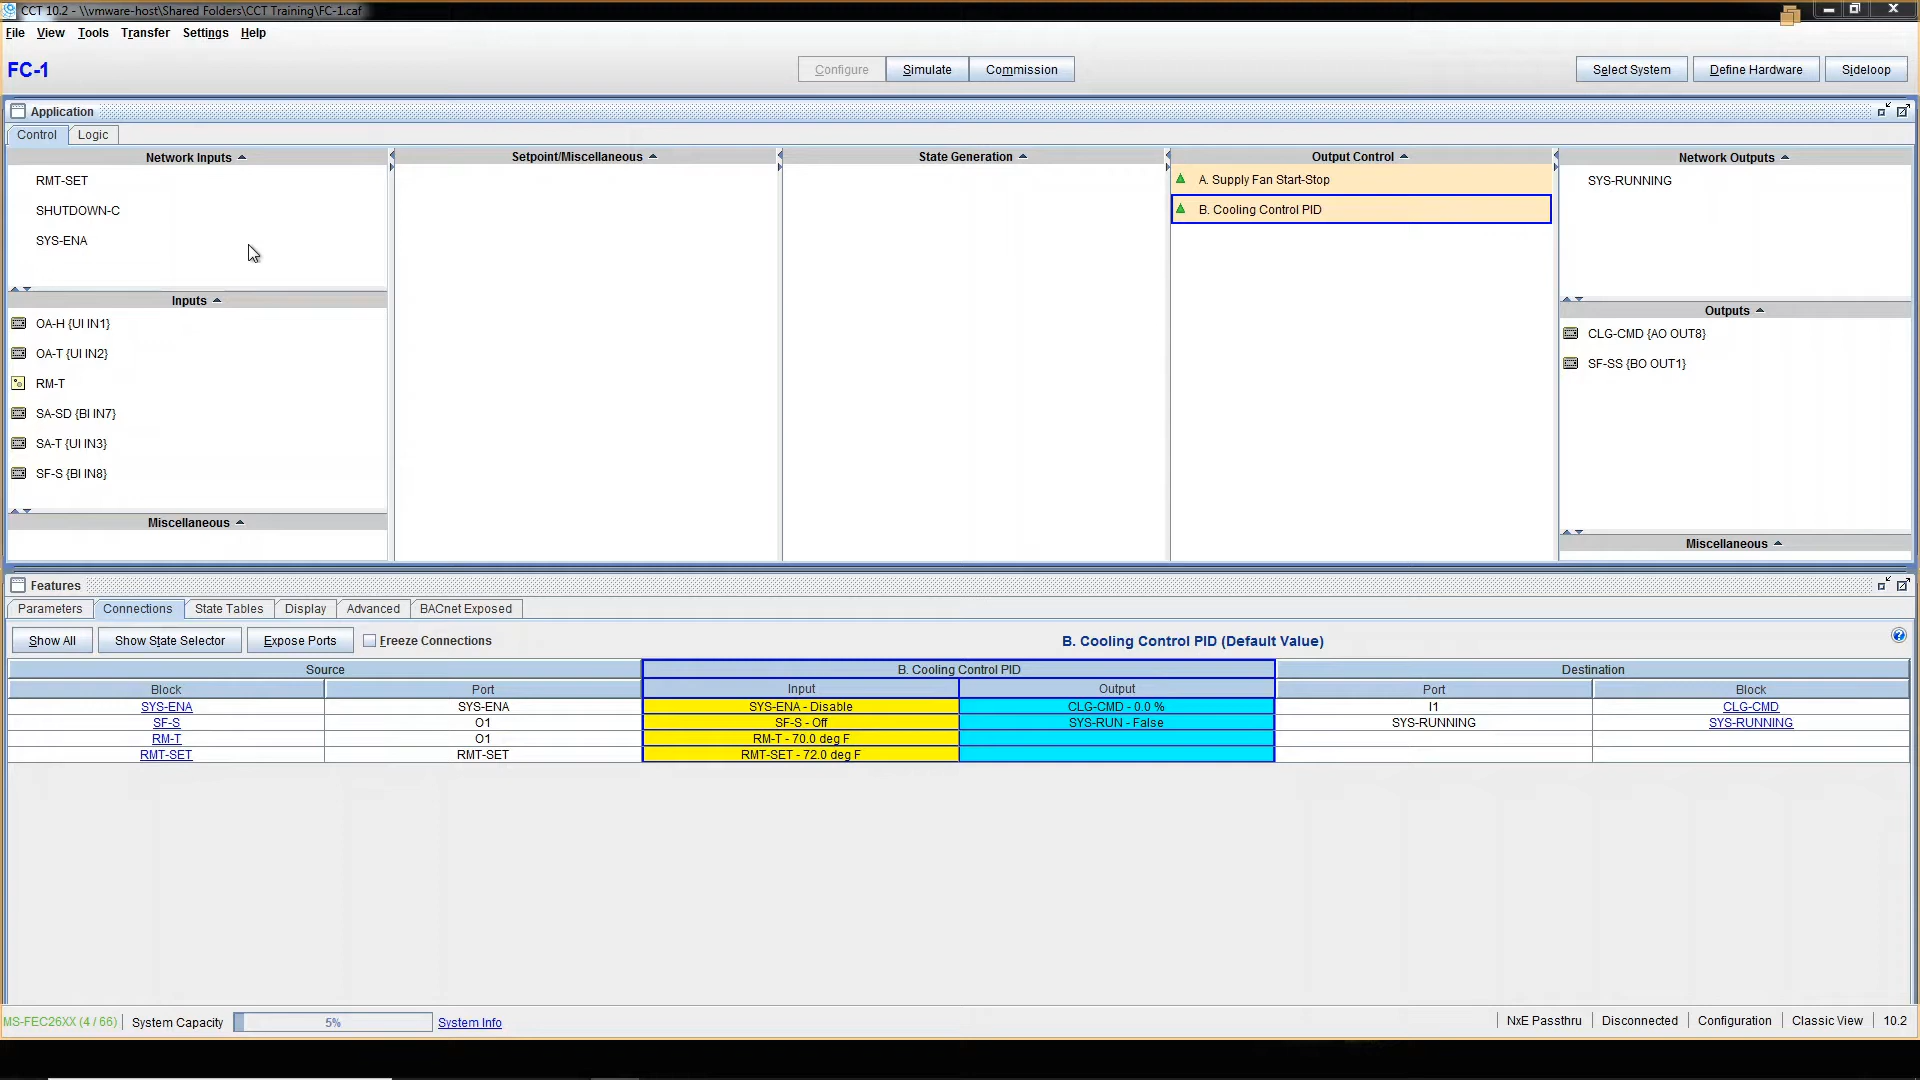 CCT 10.2 - \\vmware-host\Shared Folders\CCT Training\FC-1.caf
File View Tools Transfer Settings Help
FC-1
Configure Simulate Commission
Select System Define Hardware Sideloop
Application
Control Logic
Network Inputs Setpoint/Miscellaneous State Generation Output Control Network Outputs
RMT-SET A. Supply Fan Start-Stop SYS-RUNNING
SHUTDOWN-C B. Cooling Control PID
SYS-ENA
Inputs Outputs
OA-H {UI IN1} CLG-CMD {AO OUT8}
OA-T {UI IN2} SF-SS {BO OUT1}
RM-T
SA-SD {BI IN7}
SA-T {UI IN3}
SF-S {BI IN8}
Miscellaneous Miscellaneous
Features
Parameters Connections State Tables Display Advanced BACnet Exposed
Show All Show State Selector Expose Ports Freeze Connections B. Cooling Control PID (Default Value) ?
Source B. Cooling Control PID Destination
Block Port Input Output Port Block
SYS-ENA SYS-ENA SYS-ENA - Disable CLG-CMD - 0.0 % I1 CLG-CMD
SF-S O1 SF-S - Off SYS-RUN - False SYS-RUNNING SYS-RUNNING
RM-T O1 RM-T - 70.0 deg F
RMT-SET RMT-SET RMT-SET - 72.0 deg F
MS-FEC26XX (4 / 66) System Capacity 5% System Info NxE Passthru Disconnected Configuration Classic View 10.2